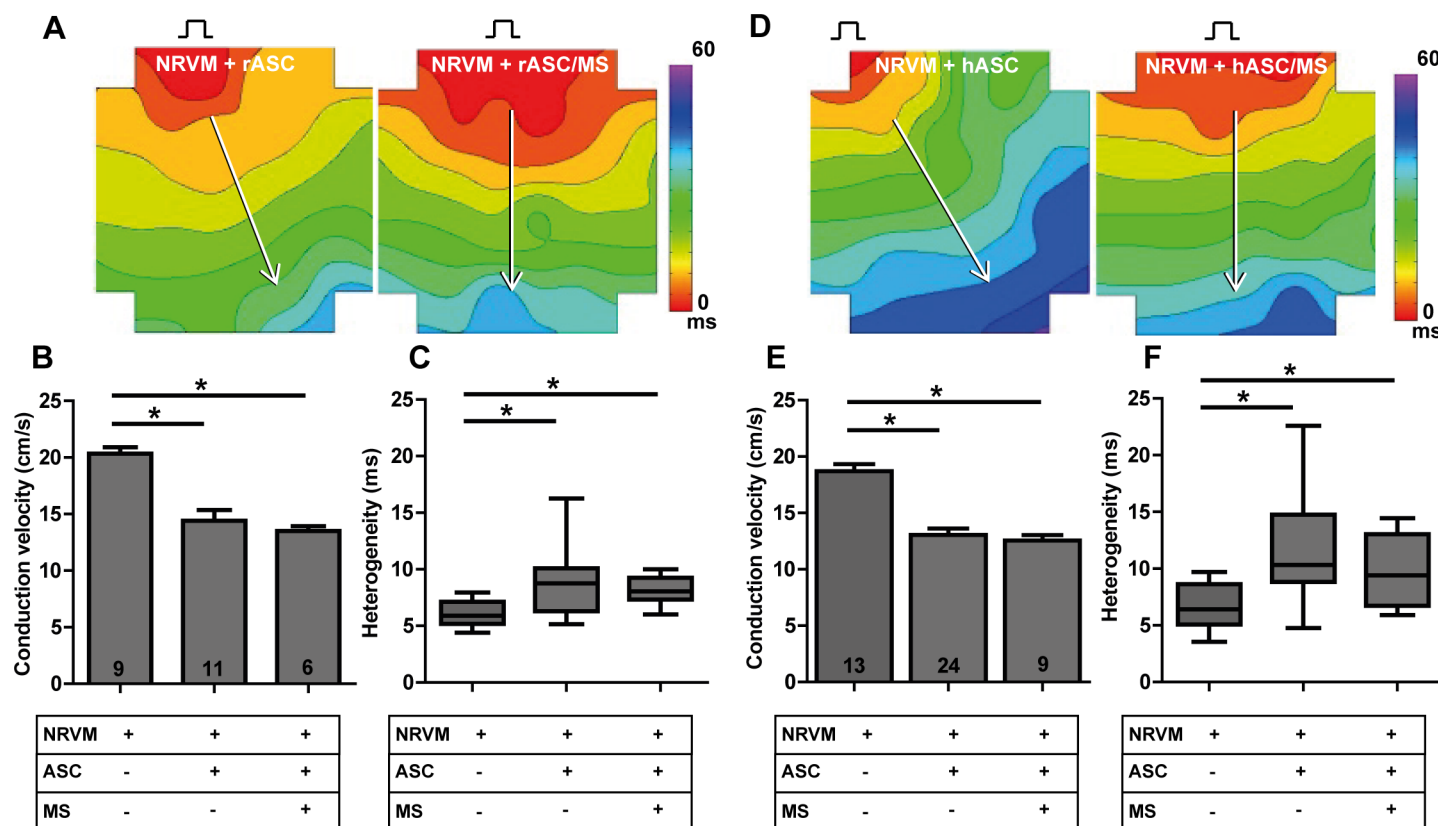 A
D
NRVM + rASC
NRVM + rASC/MS
60
0
ms
NRVM + hASC
NRVM + hASC/MS
60
0
ms
B
Conduction velocity (cm/s)
25
20
15
10
5
0
*
*
9
11
6
NRVM + + +
ASC - + +
MS - - +
C
Heterogeneity (ms)
25
20
15
10
5
0
*
*
NRVM + + +
ASC - + +
MS - - +
E
Conduction velocity (cm/s)
25
20
15
10
5
0
*
*
13
24
9
NRVM + + +
ASC - + +
MS - - +
F
Heterogeneity (ms)
25
20
15
10
5
0
*
*
NRVM + + +
ASC - + +
MS - - +